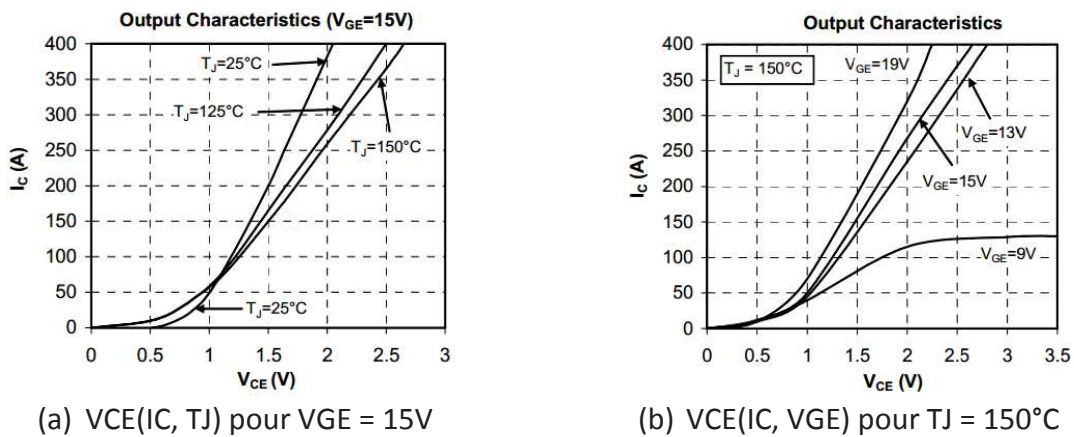 Output Characteristics (VGE=15V)
400
350
300
250
200
150
100
50
0
IC (A)
TJ=25°C
TJ=125°C
TJ=150°C
TJ=25°C
0 0.5 1 1.5 2 2.5 3
VCE (V)
(a) VCE(IC, TJ) pour VGE = 15V
Output Characteristics
400
350
300
250
200
150
100
50
0
IC (A)
TJ = 150°C
VGE=19V
VGE=13V
VGE=15V
VGE=9V
0 0.5 1 1.5 2 2.5 3 3.5
VCE (V)
(b) VCE(IC, VGE) pour TJ = 150°C